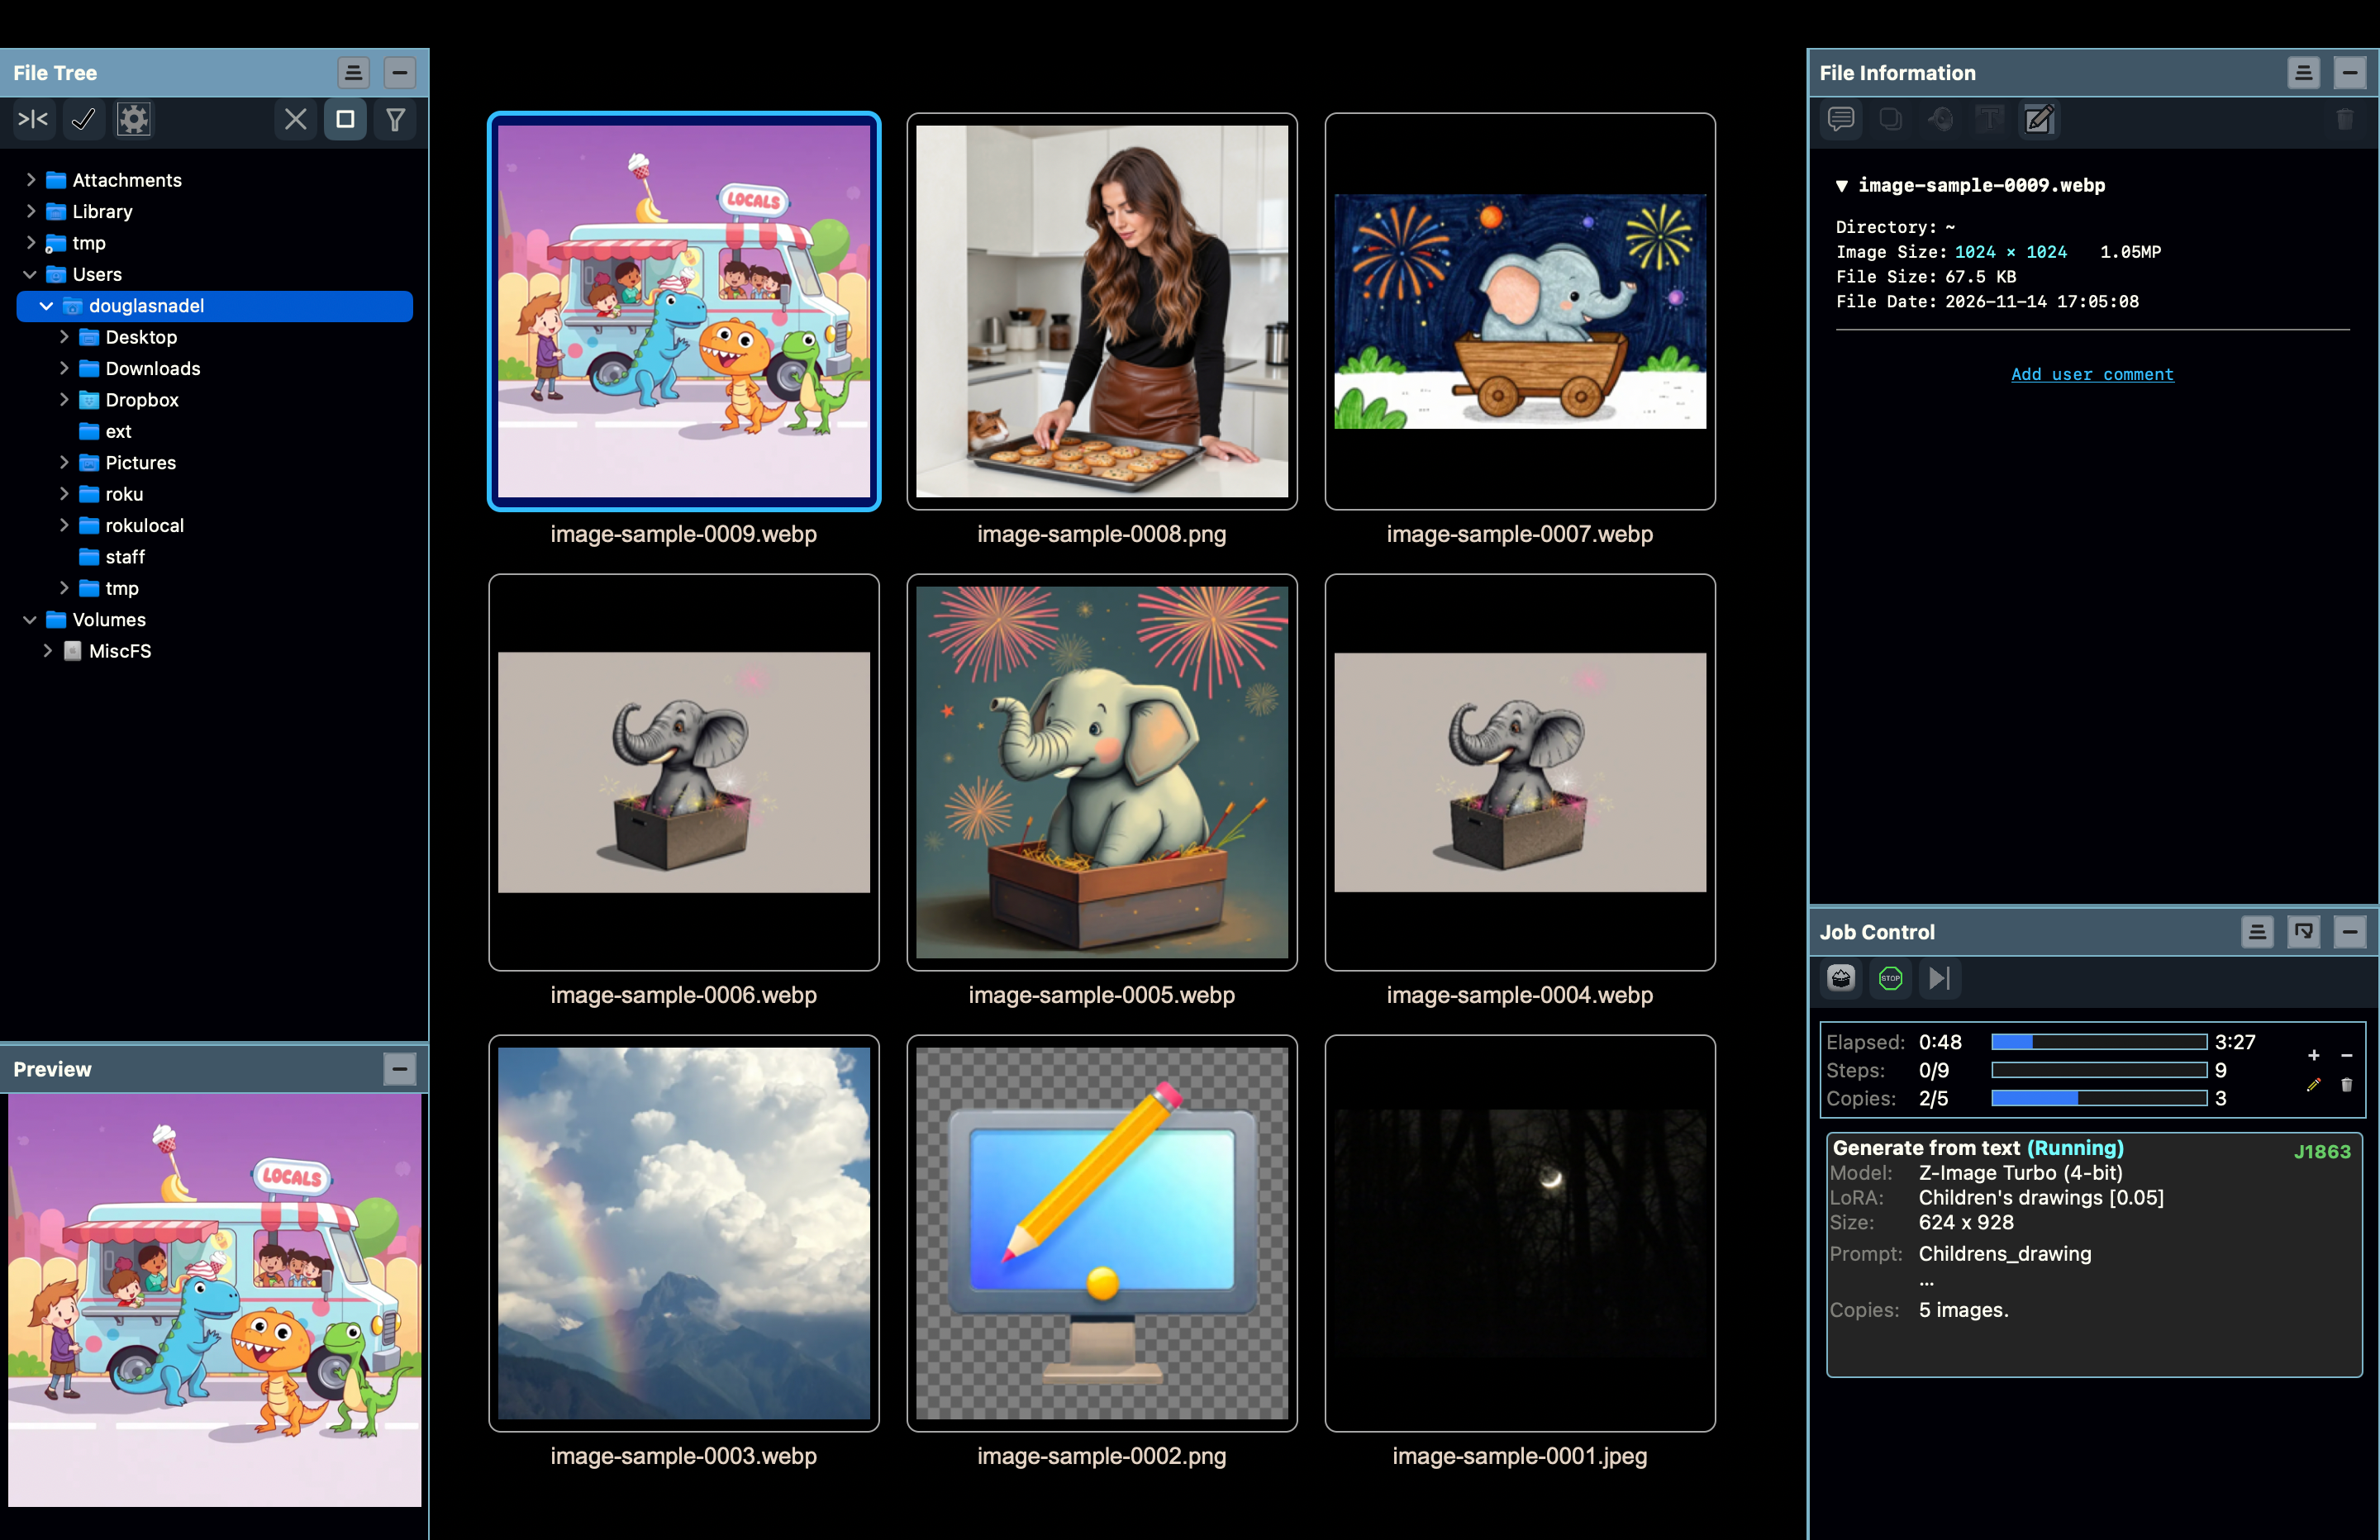 File Tree
Attachments
Library
tmp
Users
douglasnadel
Desktop
Downloads
Dropbox
ext
Pictures
roku
rokulocal
staff
tmp
Volumes
MiscFS
Preview
LOCALS
LOCALS
image-sample-0009.webp
image-sample-0008.png
image-sample-0007.webp
image-sample-0006.webp
image-sample-0005.webp
image-sample-0004.webp
image-sample-0003.webp
image-sample-0002.png
image-sample-0001.jpeg
File Information
T
▼ image-sample-0009.webp
Directory: ~
Image Size: 1024 × 1024 1.05MP
File Size: 67.5 KB
File Date: 2026-11-14 17:05:08
Add user comment
Job Control
STOP
Elapsed: 0:48 3:27
Steps: 0/9 9
Copies: 2/5 3
Generate from text (Running) J1863
Model: Z-Image Turbo (4-bit)
LoRA: Children's drawings [0.05]
Size: 624 x 928
Prompt: Childrens_drawing
...
Copies: 5 images.